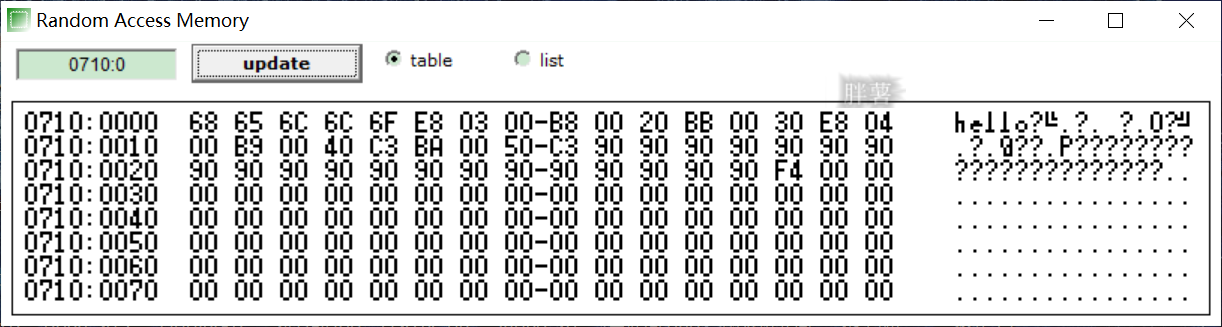 Random Access Memory
0710:0 update table list
胖薯
0710:0000 68 65 6C 6C 6F E8 03 00-B8 00 20 BB 00 30 E8 04 hello?╚.?. ?.0?╝
0710:0010 00 B9 00 40 C3 BA 00 50-C3 90 90 90 90 90 90 90 .?.@??.P????????
0710:0020 90 90 90 90 90 90 90 90-90 90 90 90 90 F4 00 00 ??????????????..
0710:0030 00 00 00 00 00 00 00 00-00 00 00 00 00 00 00 00 ................
0710:0040 00 00 00 00 00 00 00 00-00 00 00 00 00 00 00 00 ................
0710:0050 00 00 00 00 00 00 00 00-00 00 00 00 00 00 00 00 ................
0710:0060 00 00 00 00 00 00 00 00-00 00 00 00 00 00 00 00 ................
0710:0070 00 00 00 00 00 00 00 00-00 00 00 00 00 00 00 00 ................